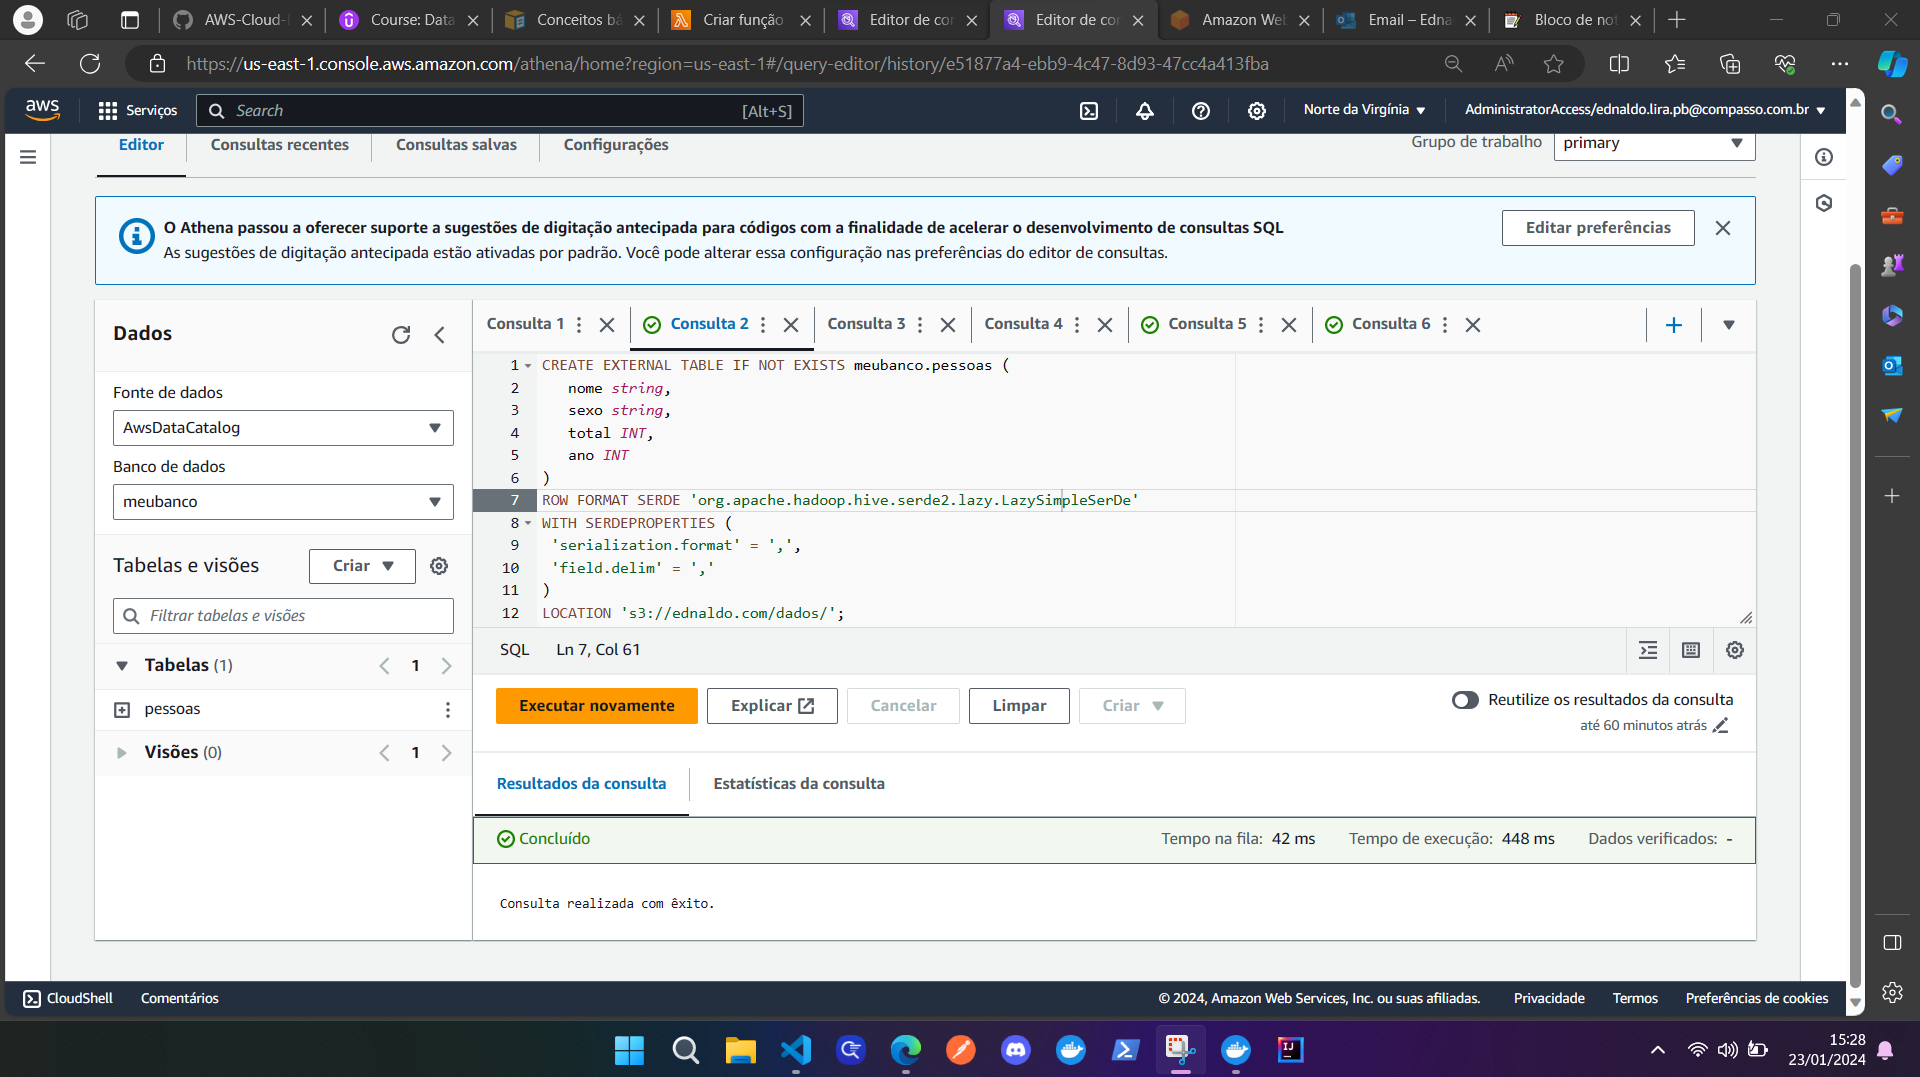 AWS-Cloud-
Course: Data
Conceitos bá
Criar função
Editor de co
Editor de co
Amazon Web
Email – Edna
Bloco de not
https://us-east-1.console.aws.amazon.com/athena/home?region=us-east-1#/query-editor/history/e51877a4-ebb9-4c47-8d93-47cc4a413fba
aws
Serviços
Search
[Alt+S]
Norte da Virgínia
AdministratorAccess/ednaldo.lira.pb@compasso.com.br
Editor
Consultas recentes
Consultas salvas
Configurações
Grupo de trabalho
primary
O Athena passou a oferecer suporte a sugestões de digitação antecipada para códigos com a finalidade de acelerar o desenvolvimento de consultas SQL
As sugestões de digitação antecipada estão ativadas por padrão. Você pode alterar essa configuração nas preferências do editor de consultas.
Editar preferências
Dados
Fonte de dados
AwsDataCatalog
Banco de dados
meubanco
Tabelas e visões
Criar
Filtrar tabelas e visões
Tabelas (1)
1
pessoas
Visões (0)
1
Consulta 1
Consulta 2
Consulta 3
Consulta 4
Consulta 5
Consulta 6
1 CREATE EXTERNAL TABLE IF NOT EXISTS meubanco.pessoas (
2 nome string,
3 sexo string,
4 total INT,
5 ano INT
6 )
7 ROW FORMAT SERDE 'org.apache.hadoop.hive.serde2.lazy.LazySimpleSerDe'
8 WITH SERDEPROPERTIES (
9 'serialization.format' = ',',
10 'field.delim' = ','
11 )
12 LOCATION 's3://ednaldo.com/dados/';
SQL
Ln 7, Col 61
Executar novamente
Explicar
Cancelar
Limpar
Criar
Reutilize os resultados da consulta
até 60 minutos atrás
Resultados da consulta
Estatísticas da consulta
Concluído
Tempo na fila: 42 ms
Tempo de execução: 448 ms
Dados verificados: -
Consulta realizada com êxito.
CloudShell
Comentários
© 2024, Amazon Web Services, Inc. ou suas afiliadas.
Privacidade
Termos
Preferências de cookies
IJ
15:28
23/01/2024